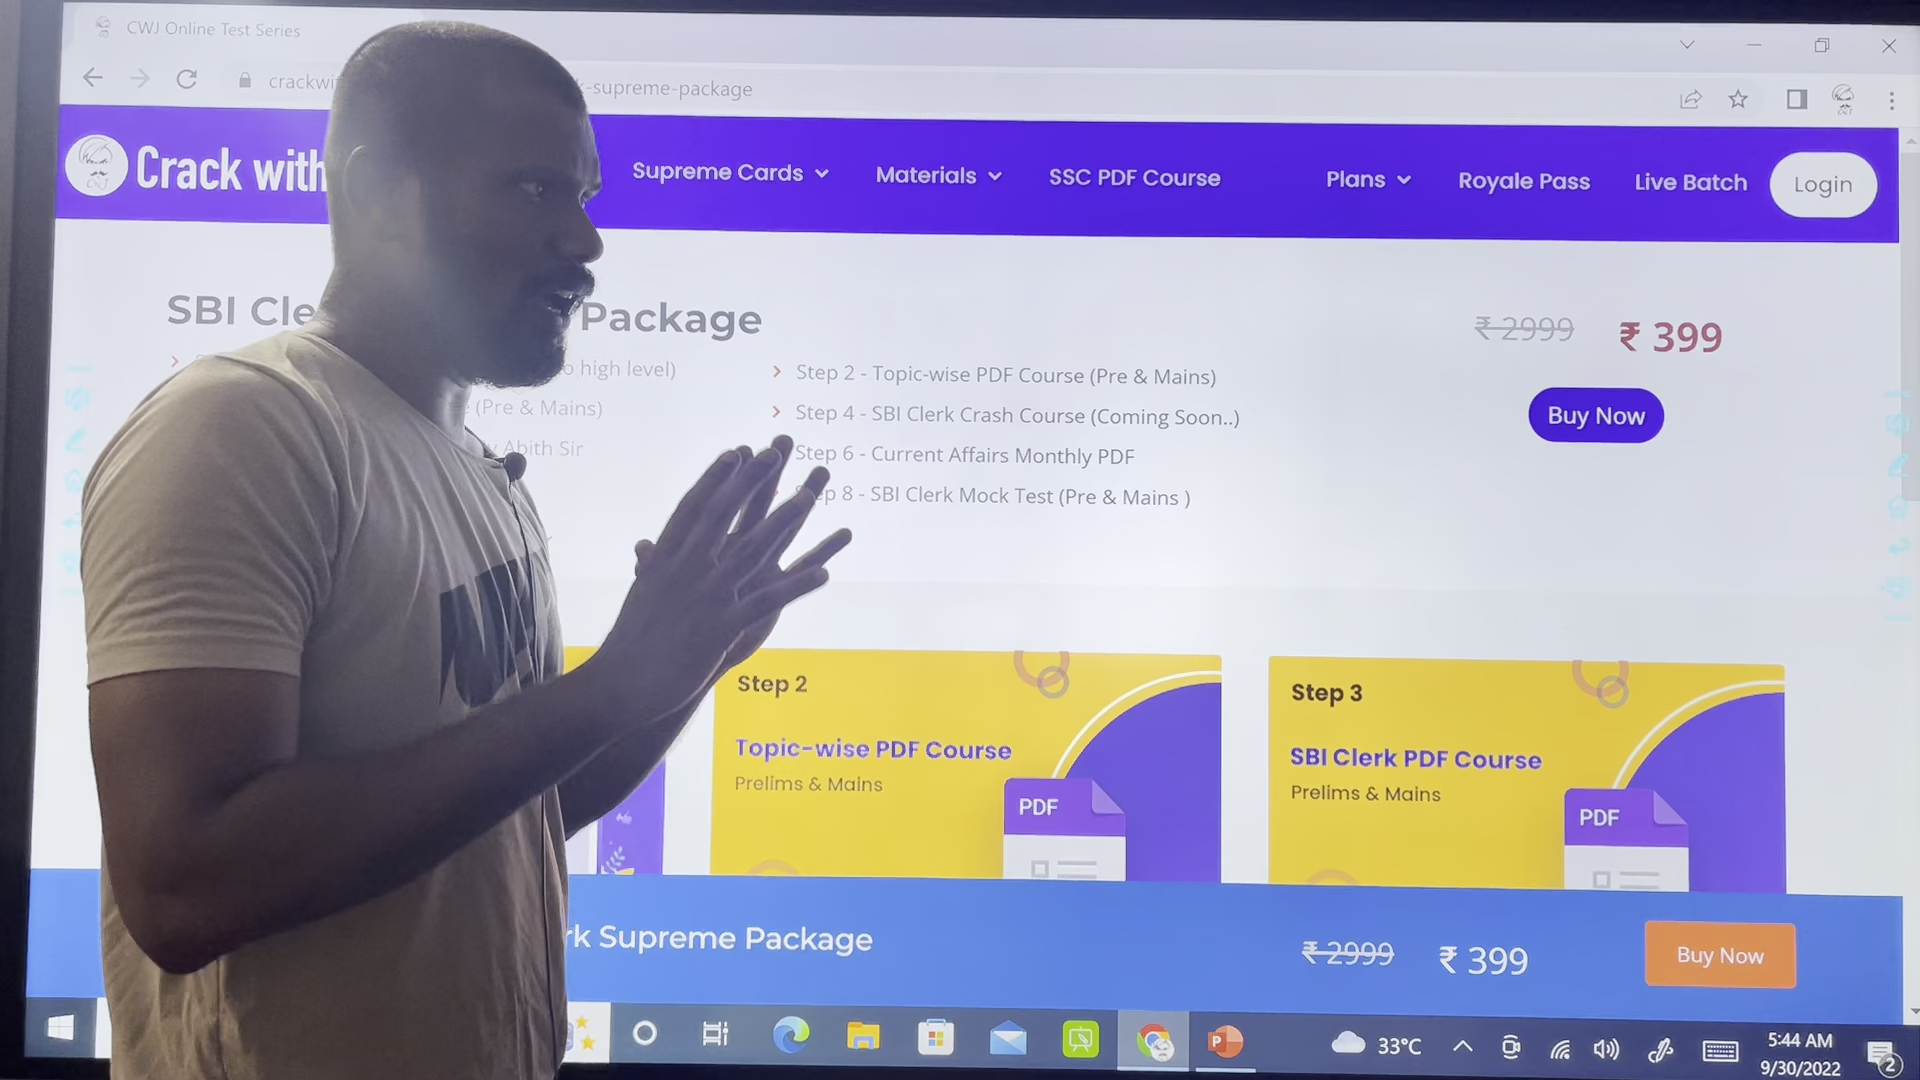 CWJ Online Test Series
crackwi
-supreme-package
Crack with
Supreme Cards
Materials
SSC PDF Course
Plans
Royale Pass
Live Batch
Login
SBI Cle
Package
₹ 2999 ₹ 399
Buy Now
high level)
Step 2 - Topic-wise PDF Course (Pre & Mains)
(Pre & Mains)
Step 4 - SBI Clerk Crash Course (Coming Soon..)
Abith Sir
Step 6 - Current Affairs Monthly PDF
p 8 - SBI Clerk Mock Test (Pre & Mains )
Step 2
Topic-wise PDF Course
Prelims & Mains
PDF
Step 3
SBI Clerk PDF Course
Prelims & Mains
PDF
rk Supreme Package
₹ 2999 ₹ 399
Buy Now
33°C
5:44 AM
9/30/2022
2